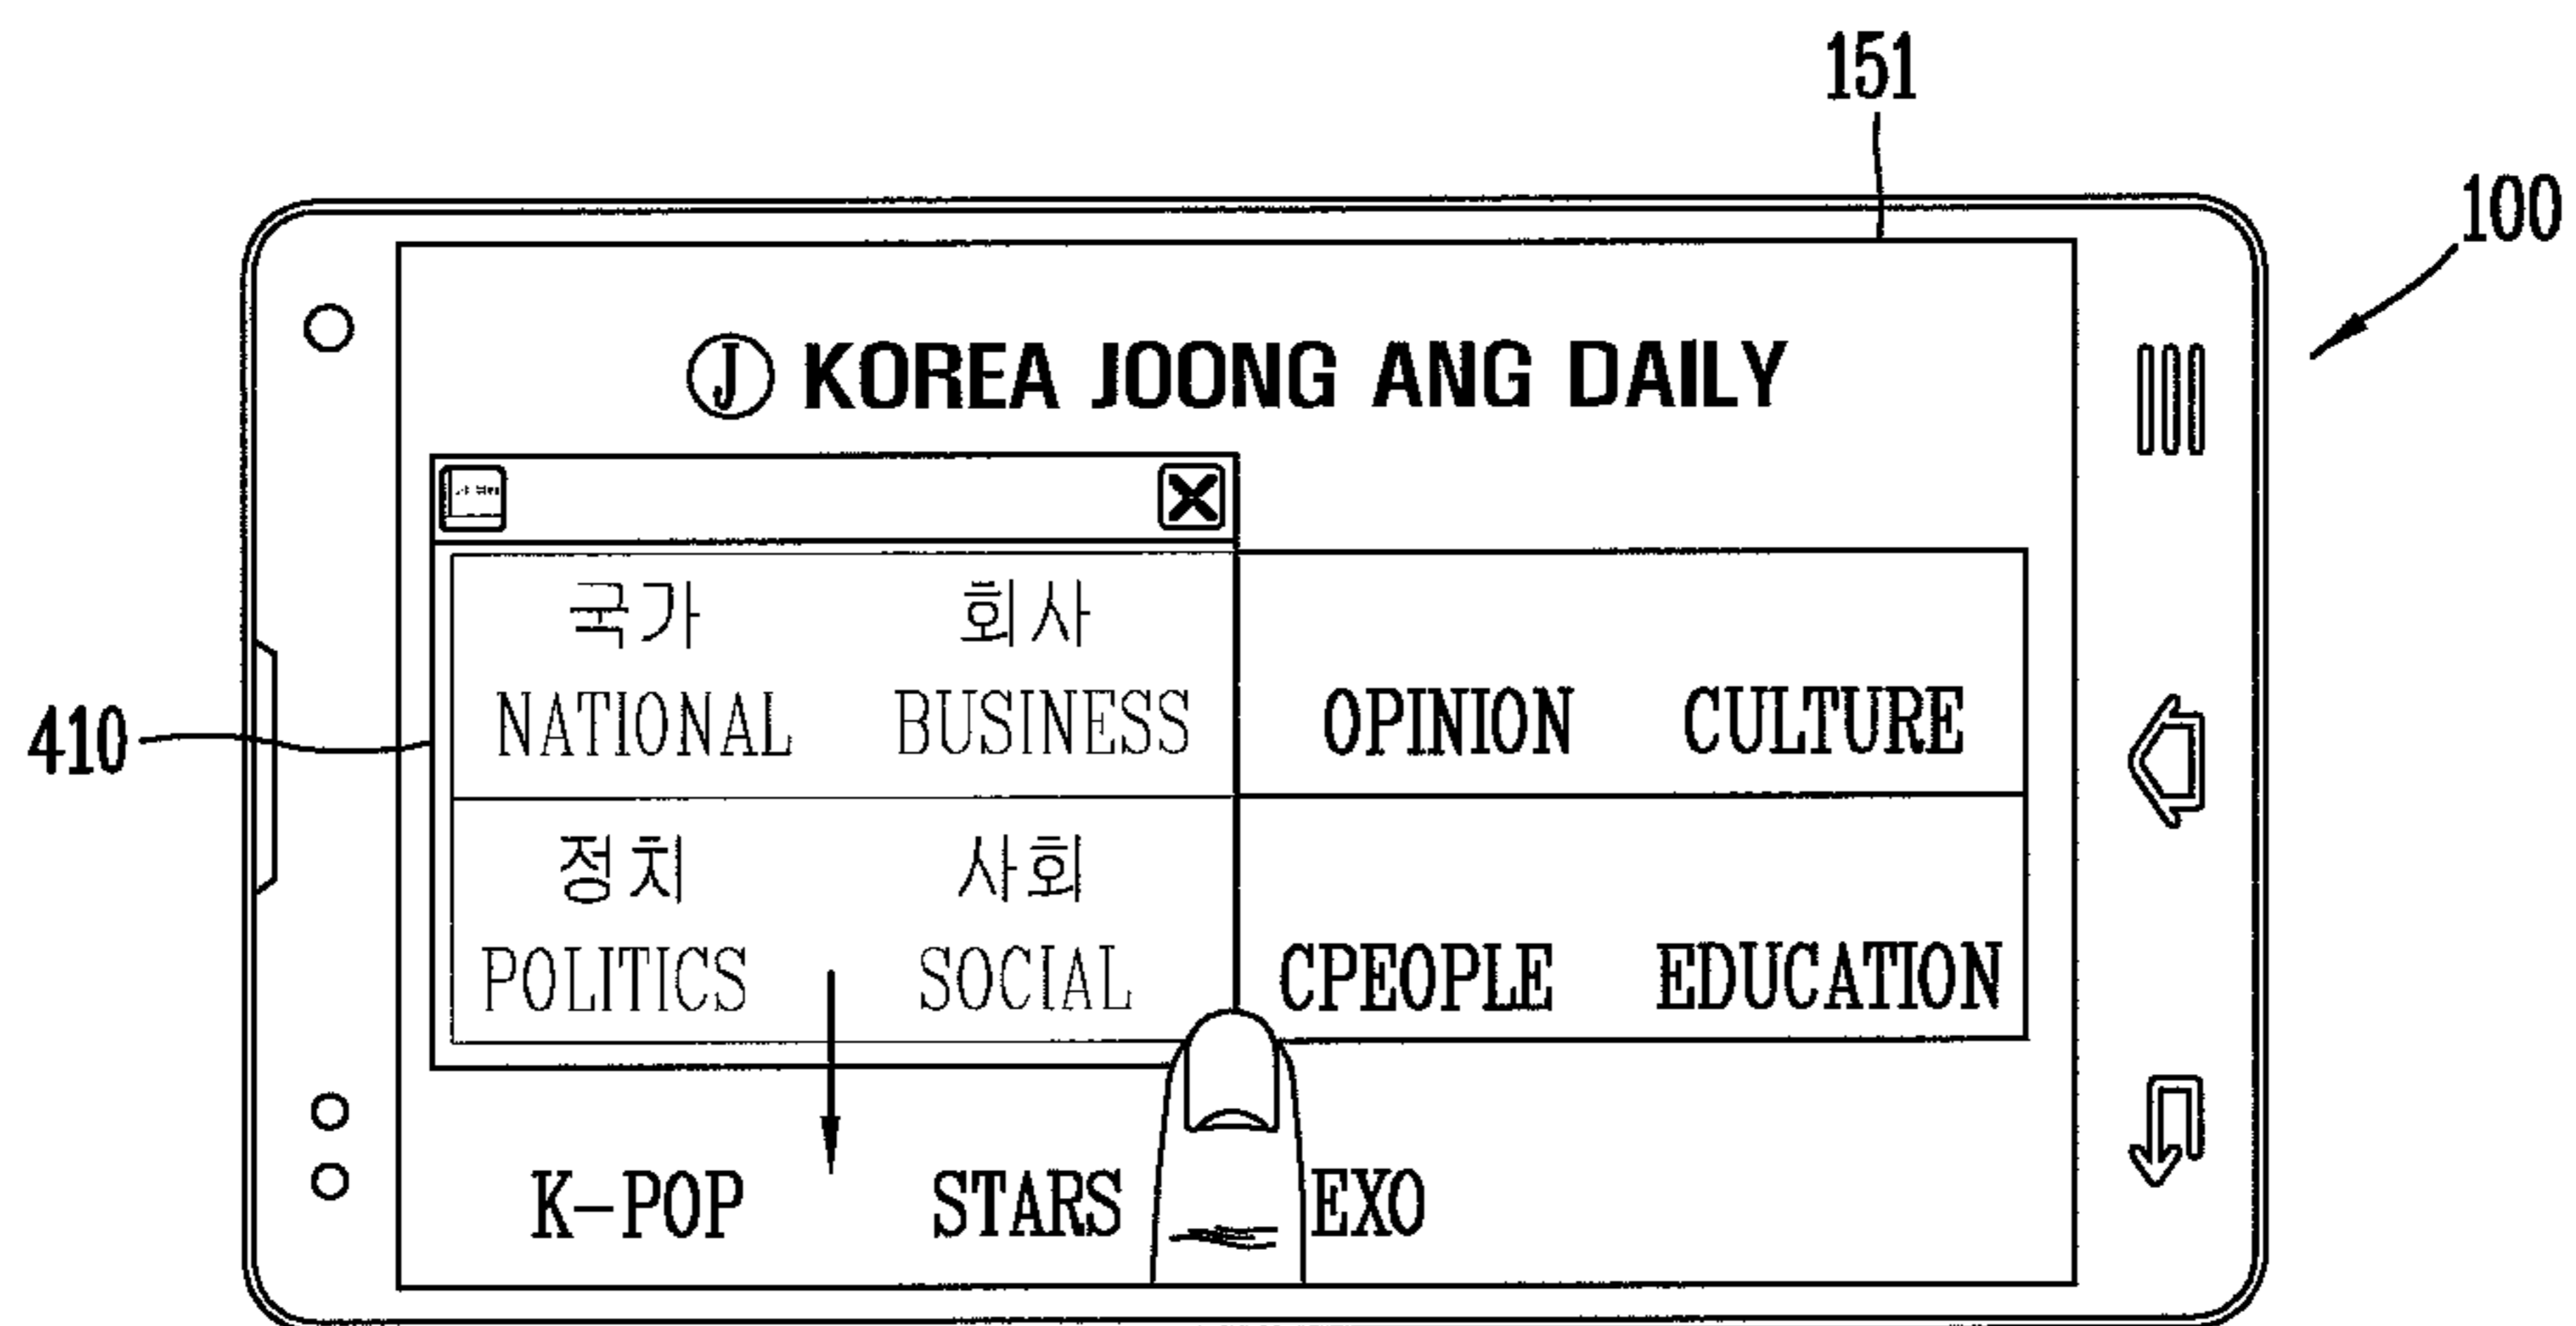 151
100
Ⓙ KOREA JOONG ANG DAILY
국가 회사
NATIONAL BUSINESS OPINION CULTURE
410
정치 사회
POLITICS SOCIAL CPEOPLE EDUCATION
K-POP STARS EXO